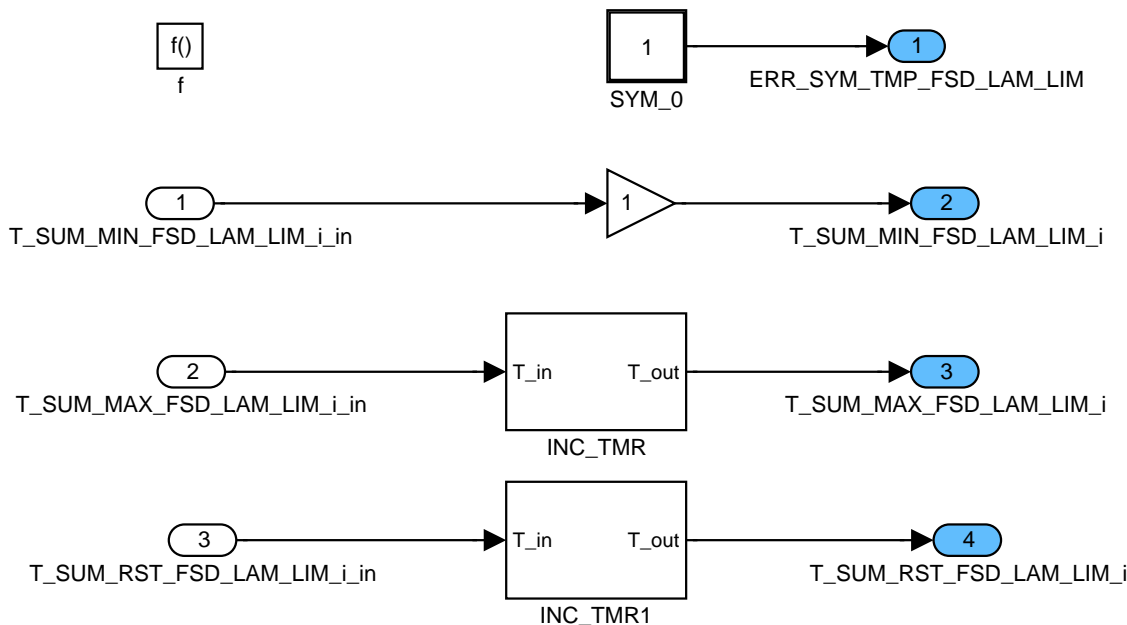 f()
f
1
SYM_0
1
ERR_SYM_TMP_FSD_LAM_LIM
1
T_SUM_MIN_FSD_LAM_LIM_i_in
1
2
T_SUM_MIN_FSD_LAM_LIM_i
2
T_SUM_MAX_FSD_LAM_LIM_i_in
T_in
T_out
INC_TMR
3
T_SUM_MAX_FSD_LAM_LIM_i
3
T_SUM_RST_FSD_LAM_LIM_i_in
T_in
T_out
INC_TMR1
4
T_SUM_RST_FSD_LAM_LIM_i